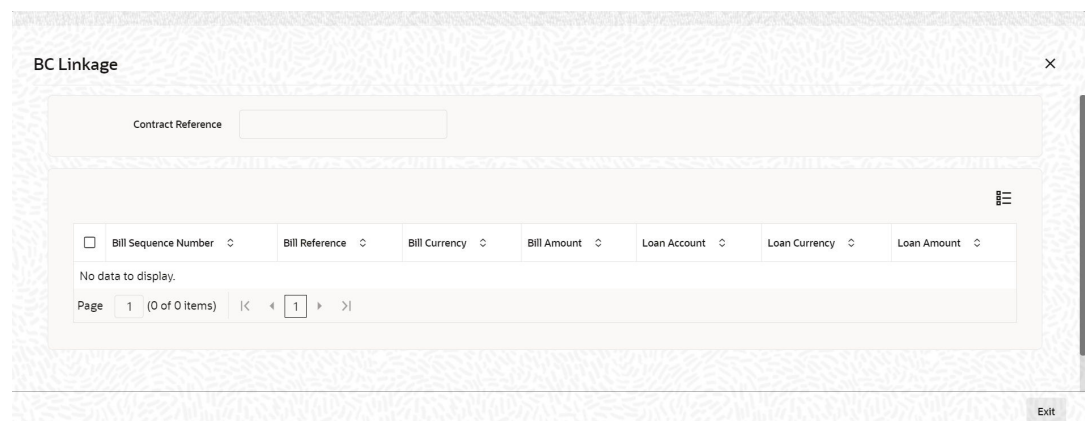 BC Linkage
Contract Reference
Bill Sequence Number Bill Reference Bill Currency Bill Amount Loan Account Loan Currency Loan Amount
No data to display.
Page 1 (0 of 0 items) 1
Exit